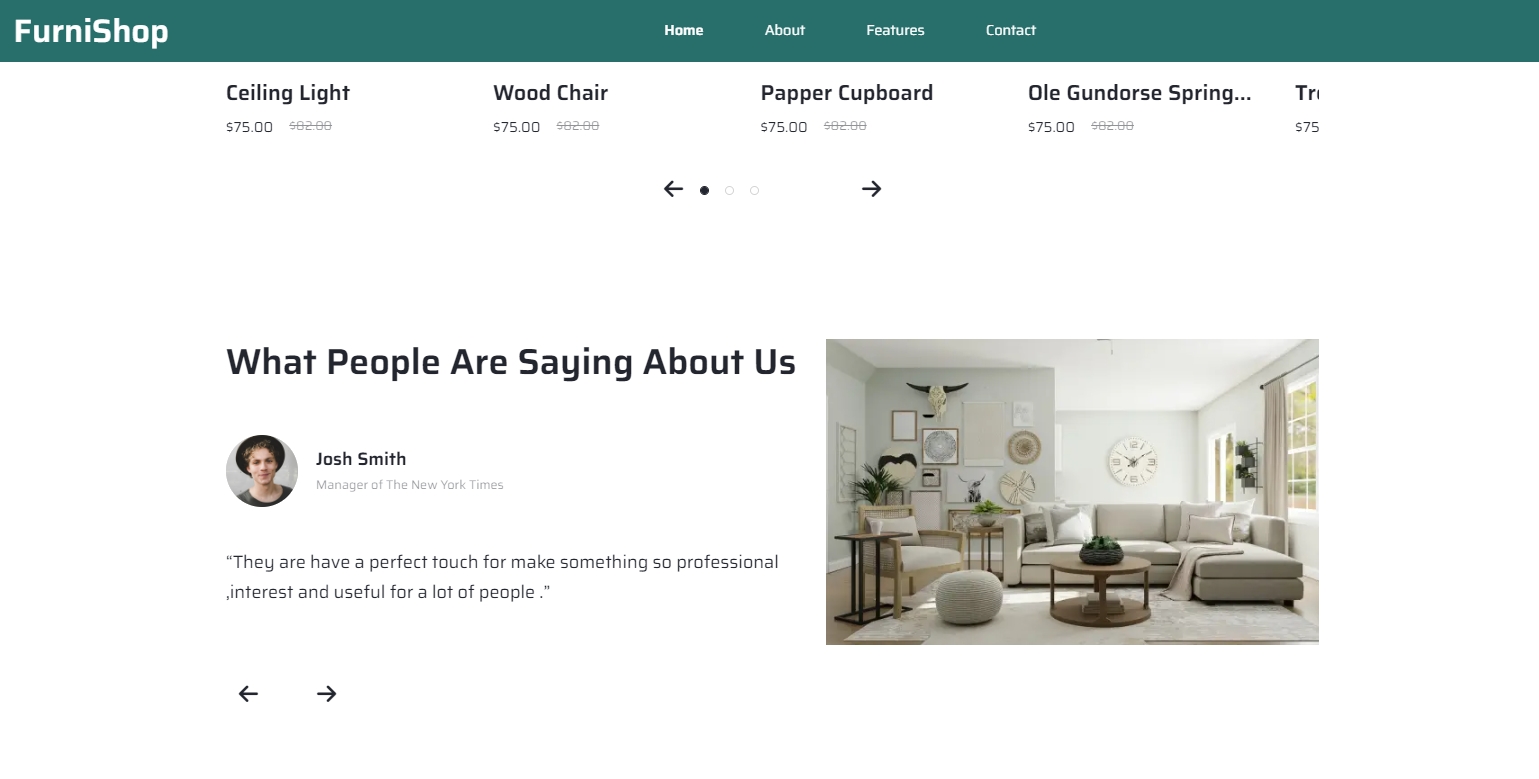 FurniShop
Home About Features Contact
Ceiling Light Wood Chair Papper Cupboard Ole Gundorse Spring...
$75.00 $82.00 $75.00 $82.00 $75.00 $82.00 $75.00 $82.00 $75
What People Are Saying About Us
Josh Smith
Manager of The New York Times
“They are have a perfect touch for make something so professional
,interest and useful for a lot of people .”